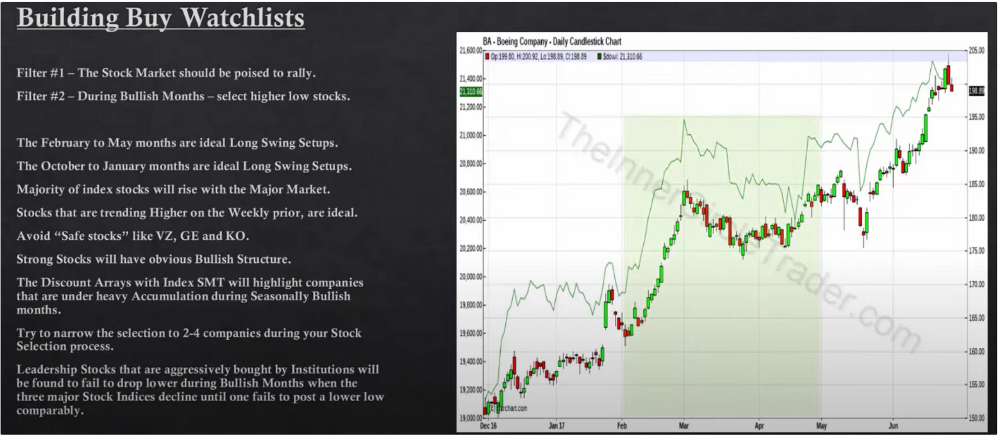 Building Buy Watchlists
Filter #1 – The Stock Market should be poised to rally.
Filter #2 – During Bullish Months – select higher low stocks.
The February to May months are ideal Long Swing Setups.
The October to January months are ideal Long Swing Setups.
Majority of index stocks will rise with the Major Market.
Stocks that are trending Higher on the Weekly prior, are ideal.
Avoid “Safe stocks” like VZ, GE and KO.
Strong Stocks will have obvious Bullish Structure.
The Discount Arrays with Index SMT will highlight companies
that are under heavy Accumulation during Seasonally Bullish
months.
Try to narrow the selection to 2-4 companies during your Stock
Selection process.
Leadership Stocks that are aggressively bought by Institutions will
be found to fail to drop lower during Bullish Months when the
three major Stock Indices decline until one fails to post a lower low
comparably.
BA - Boeing Company - Daily Candlestick Chart
Op:199.80, Hi:200.92, Lo:198.89, Cl:198.89 $dowi: 21,310.66
21,600.00
21,400.00
21,310.66
21,200.00
21,000.00
20,800.00
20,600.00
20,400.00
20,200.00
20,000.00
19,800.00
19,600.00
19,400.00
19,200.00
19,000.00
205.00
198.89
195.00
190.00
185.00
180.00
175.00
170.00
165.00
160.00
155.00
150.00
TheInnerCircleTrader.com
Dec 16 Jan 17 Feb Mar Apr May Jun